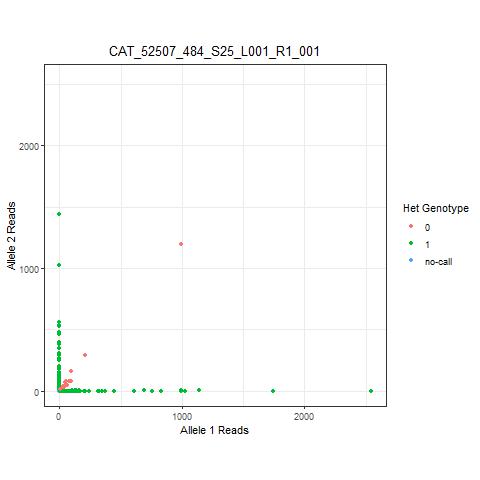 CAT_52507_484_S25_L001_R1_001
Allele 2 Reads
2000
1000
0
0
1000
2000
Allele 1 Reads
Het Genotype
0
1
no-call